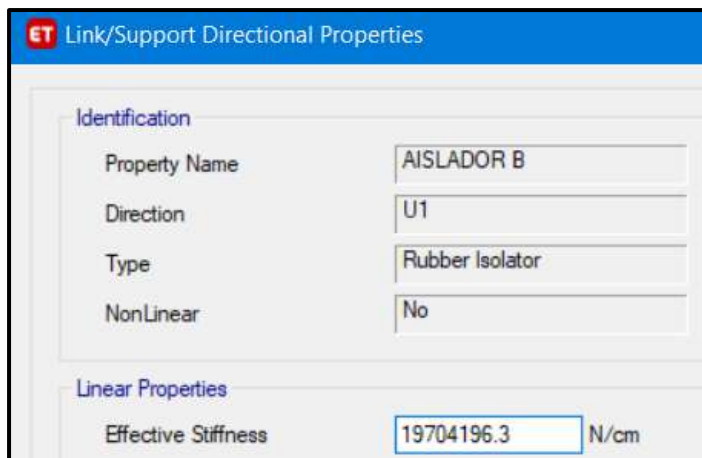 ET Link/Support Directional Properties
Identification
Property Name AISLADOR B
Direction U1
Type Rubber Isolator
NonLinear No
Linear Properties
Effective Stiffness 19704196.3 N/cm